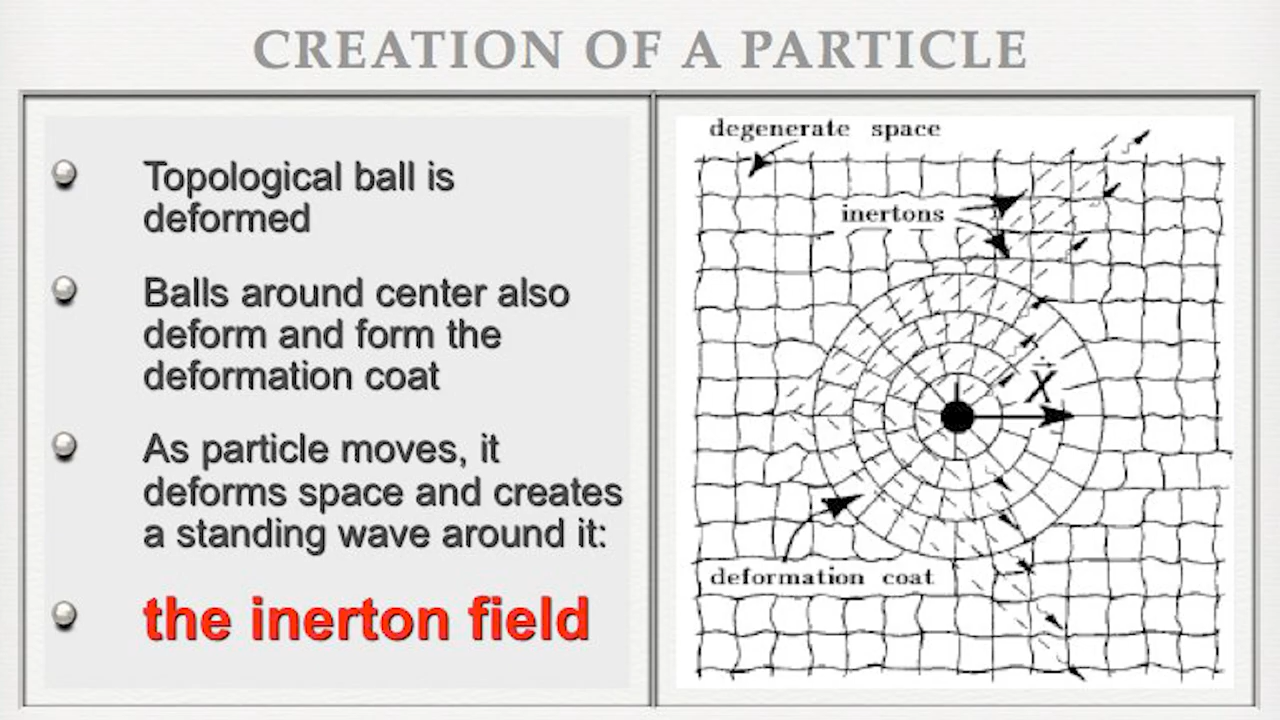 CREATION OF A PARTICLE
Topological ball is
deformed
Balls around center also
deform and form the
deformation coat
As particle moves, it
deforms space and creates
a standing wave around it:
the inerton field
degenerate space
inertons
Ẋ
deformation coat